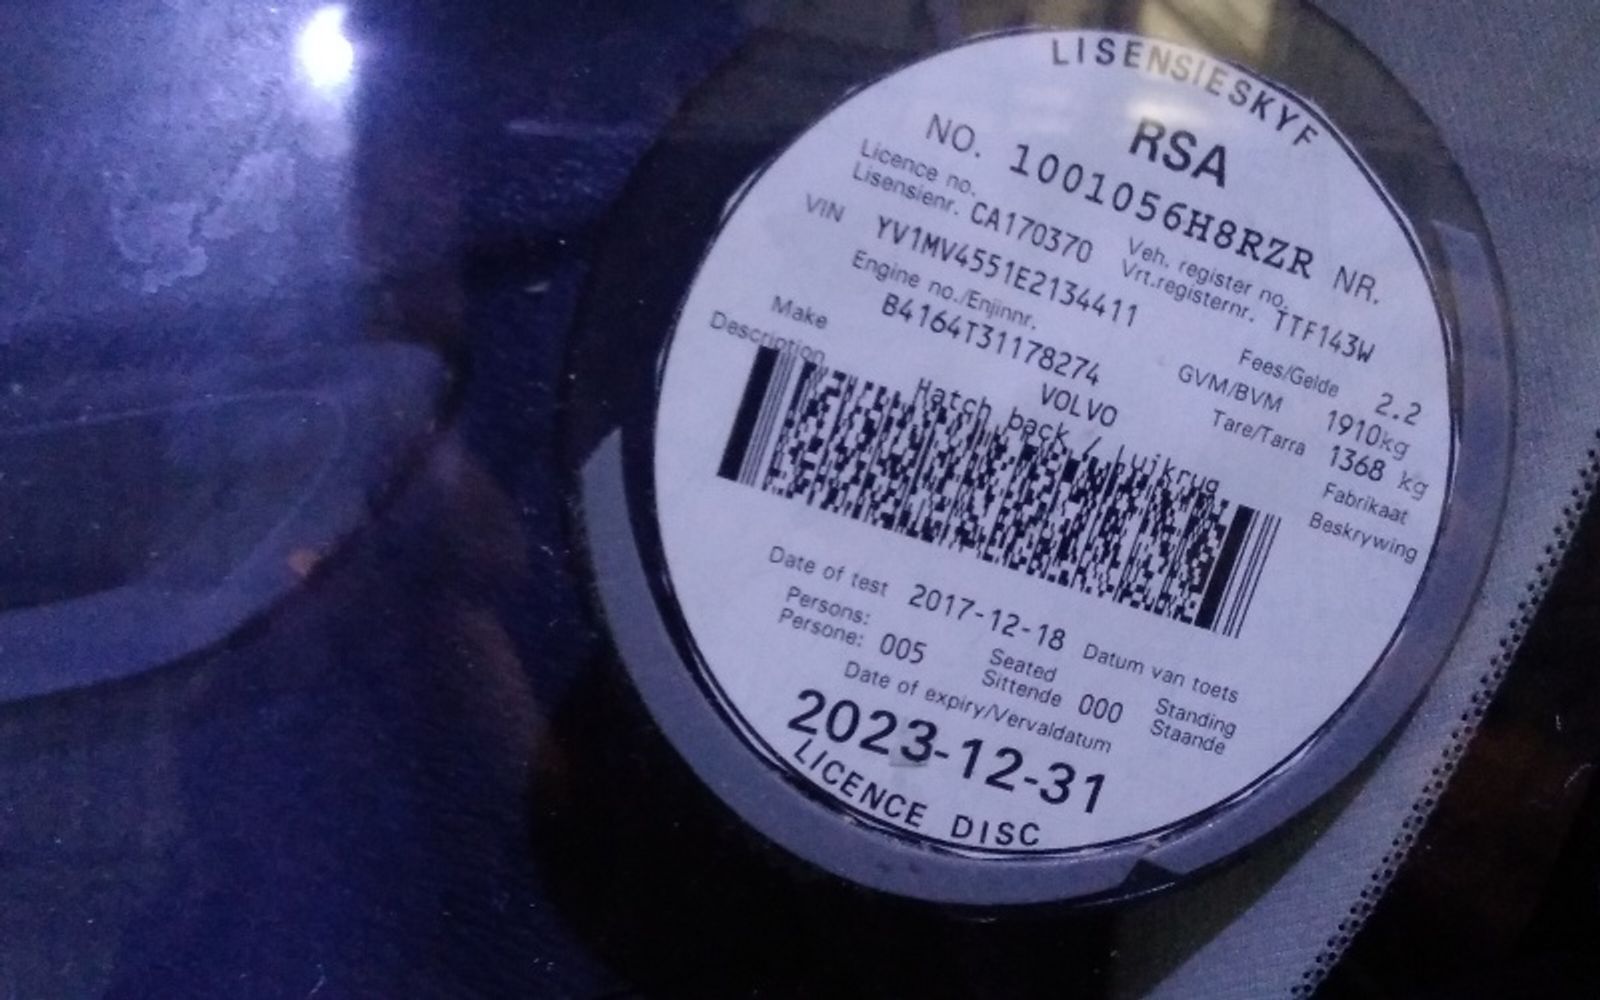 LISENSIESKYF
RSA
NO. 1001056H8RZR NR.
Licence no.
Lisensienr. CA170370
Veh. register no.
Vrt.registernr. TTF143W
VIN YV1MV4551E2134411
Engine no./Enjinnr.
B4164T31178274
Fees/Gelde 2.2
GVM/BVM 1910kg
Tare/Tarra 1368 kg
Make VOLVO Fabrikaat
Description Hatch back / Luikrug Beskrywing
Date of test 2017-12-18 Datum van toets
Persons:
Persone: 005
Seated
Sittende 000
Standing
Staande
Date of expiry/Vervaldatum
2023-12-31
LICENCE DISC